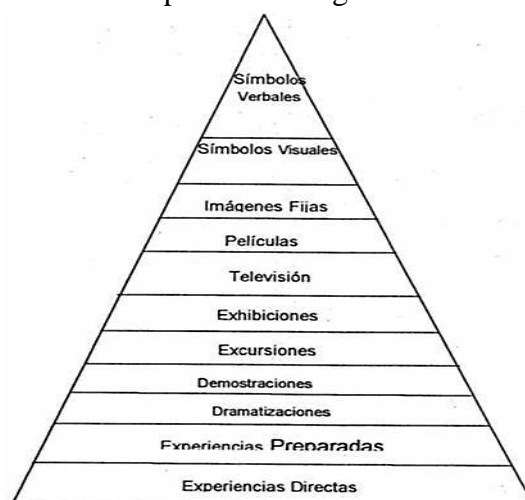 Símbolos
Verbales
Símbolos Visuales
Imágenes Fijas
Películas
Televisión
Exhibiciones
Excursiones
Demostraciones
Dramatizaciones
Experiencias Preparadas
Experiencias Directas